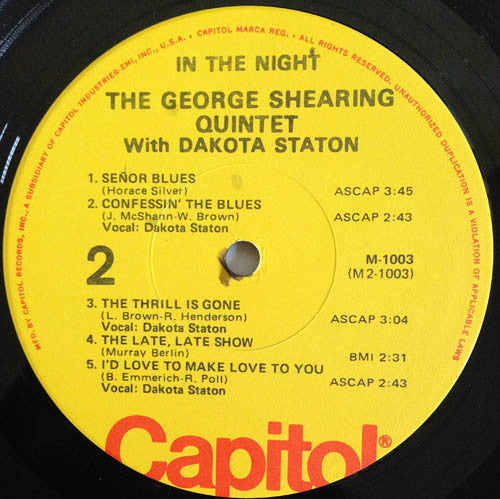 MFD. BY CAPITOL RECORDS, INC., A SUBSIDIARY OF CAPITOL INDUSTRIES-EMI, INC., U.S.A. • CAPITOL MARCA REG. • ALL RIGHTS RESERVED. UNAUTHORIZED DUPLICATION IS A VIOLATION OF APPLICABLE LAWS
IN THE NIGHT
THE GEORGE SHEARING
QUINTET
With DAKOTA STATON
1. SEÑOR BLUES
(Horace Silver) ASCAP 3:45
2. CONFESSIN' THE BLUES
(J. McShann-W. Brown) ASCAP 2:43
Vocal: Dakota Staton
2
M-1003
(M2-1003)
3. THE THRILL IS GONE
(L. Brown-R. Henderson) ASCAP 3:04
Vocal: Dakota Staton
4. THE LATE, LATE SHOW
(Murray Berlin) BMI 2:31
5. I'D LOVE TO MAKE LOVE TO YOU
(B. Emmerich-R. Poll) ASCAP 2:43
Vocal: Dakota Staton
Capitol®